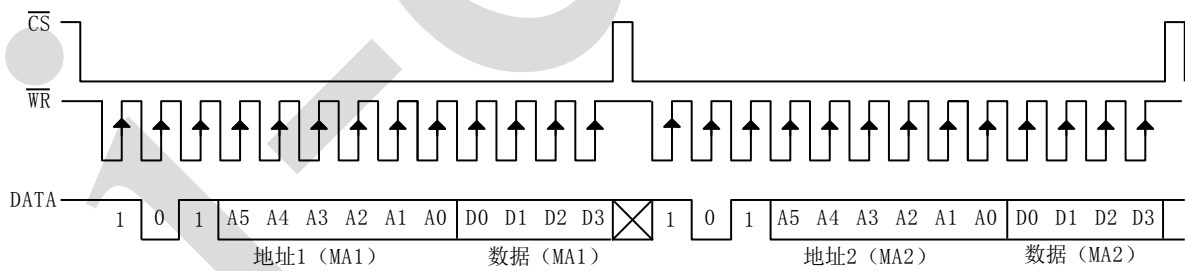 CS
WR
DATA
1 0 1 A5 A4 A3 A2 A1 A0 D0 D1 D2 D3 1 0 1 A5 A4 A3 A2 A1 A0 D0 D1 D2 D3
地址1（MA1） 数据（MA1） 地址2（MA2） 数据（MA2）